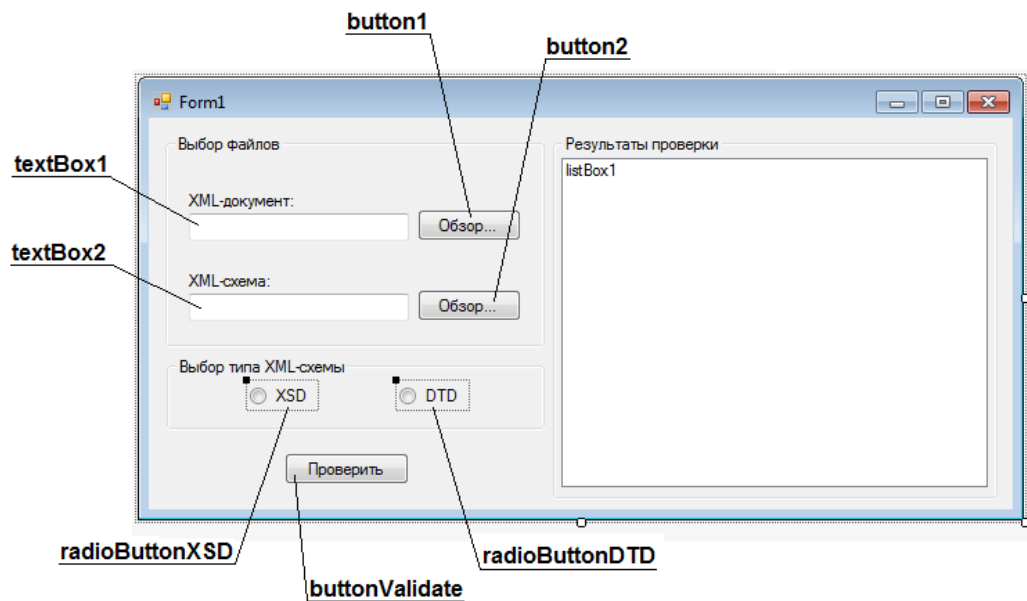 button1
button2
Form1
Выбор файлов
Результаты проверки
textBox1
listBox1
XML-документ:
Обзор...
textBox2
XML-схема:
Обзор...
Выбор типа XML-схемы
XSD
DTD
Проверить
radioButtonXSD
radioButtonDTD
buttonValidate